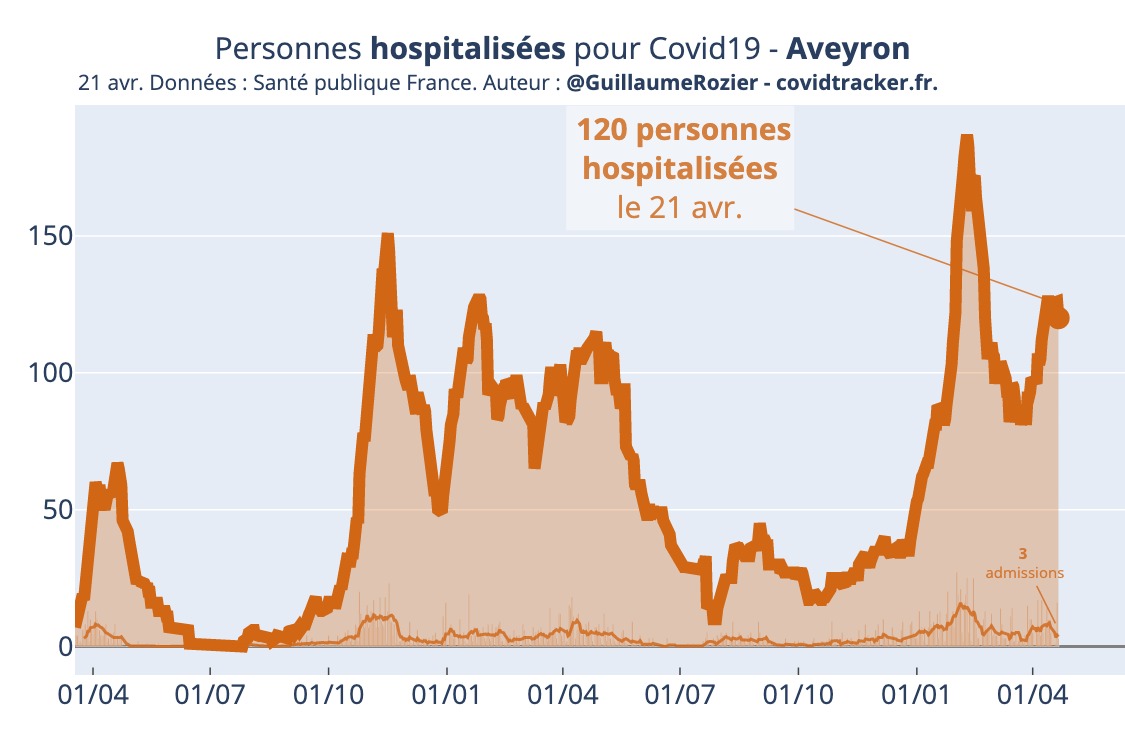 Personnes hospitalisées pour Covid19 - Aveyron
21 avr. Données : Santé publique France. Auteur : @GuillaumeRozier - covidtracker.fr.
120 personnes
hospitalisées
le 21 avr.
150
100
50
0
3
admissions
01/04 01/07 01/10 01/01 01/04 01/07 01/10 01/01 01/04